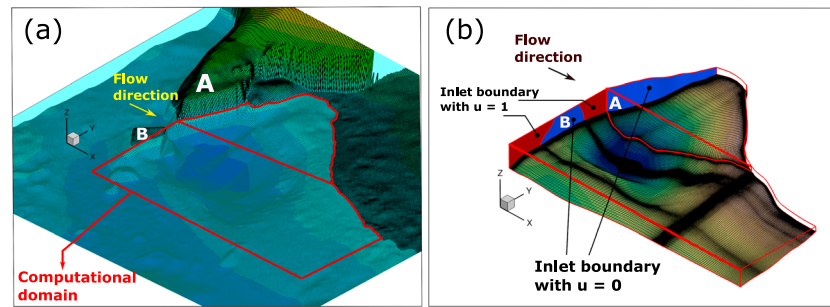 (a)
A
Flow
direction
B
Z
Y
X
Computational
domain
(b)
Flow
direction
Inlet boundary
with u = 1
A
B
Z
Y
X
Inlet boundary
with u = 0